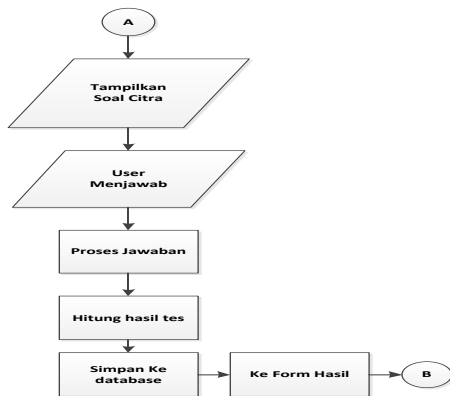 A
Tampilkan
Soal Citra
User
Menjawab
Proses Jawaban
Hitung hasil tes
Simpan Ke
database
Ke Form Hasil
B